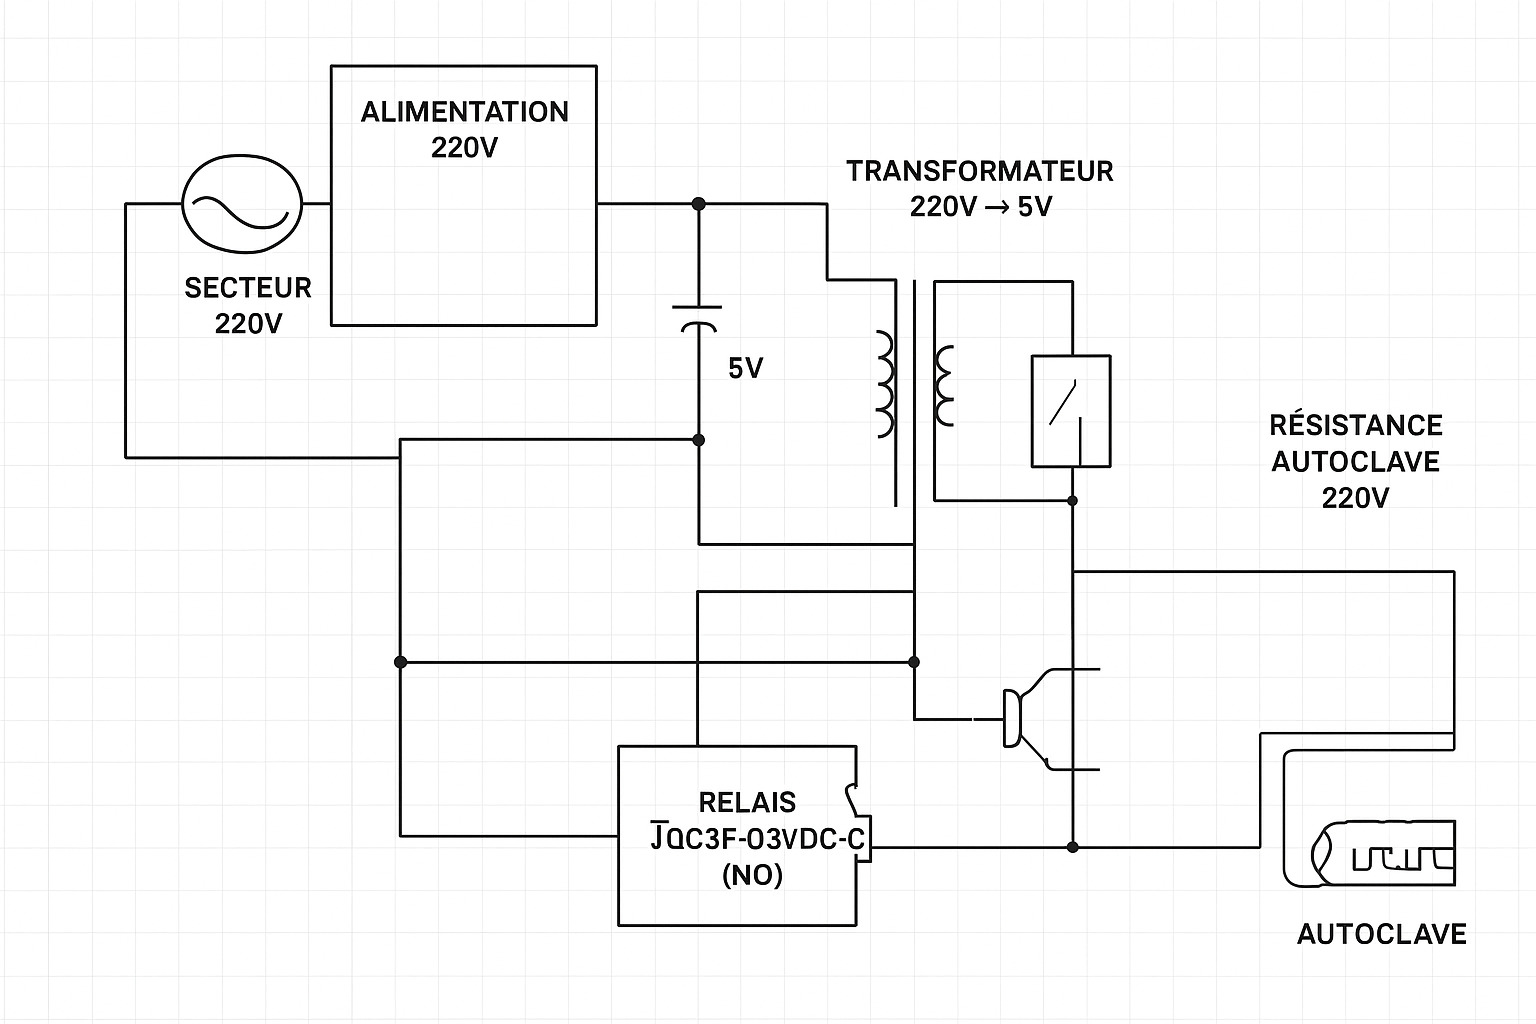 ALIMENTATION
220V
TRANSFORMATEUR
220V → 5V
SECTEUR
220V
5V
RÉSISTANCE
AUTOCLAVE
220V
RELAIS
JQC3F-03VDC-C
(NO)
AUTOCLAVE